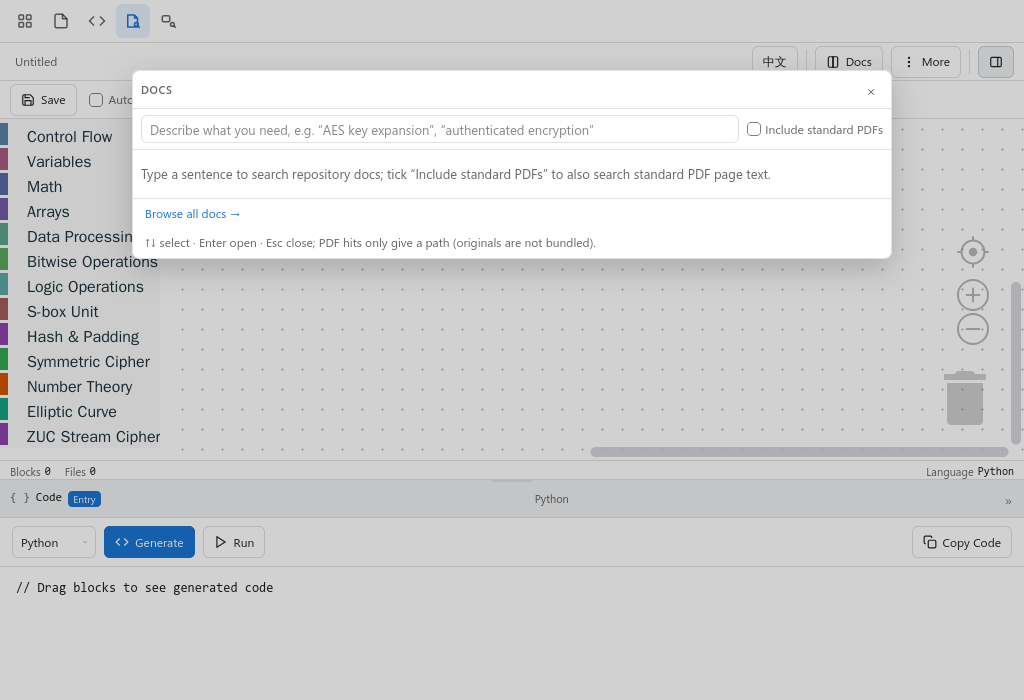 Untitled
中文
Docs
More
Save
Auto
DOCS
×
Describe what you need, e.g. “AES key expansion”, “authenticated encryption”
Include standard PDFs
Type a sentence to search repository docs; tick “Include standard PDFs” to also search standard PDF page text.
Browse all docs →
↑↓ select · Enter open · Esc close; PDF hits only give a path (originals are not bundled).
Control Flow
Variables
Math
Arrays
Data Processin
Bitwise Operations
Logic Operations
S-box Unit
Hash & Padding
Symmetric Cipher
Number Theory
Elliptic Curve
ZUC Stream Cipher
Blocks 0 Files 0
Language Python
{ } Code Entry
Python
»
Python
Generate
Run
Copy Code
// Drag blocks to see generated code